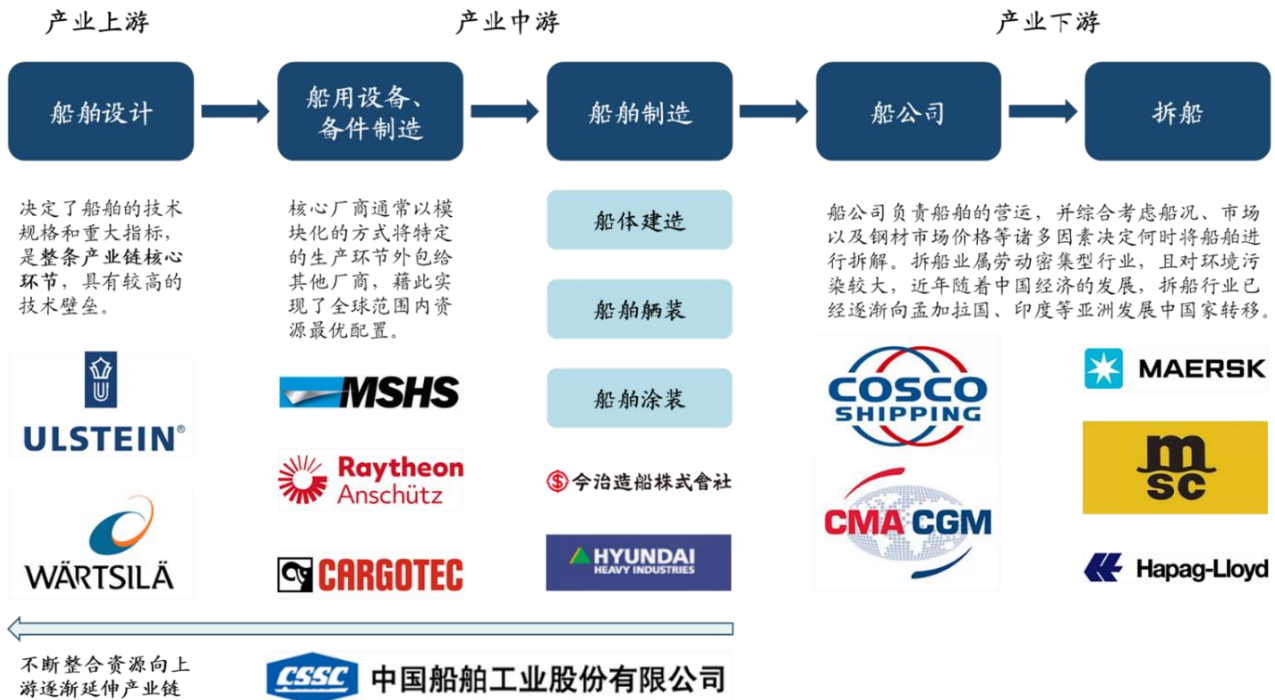 产业上游
产业中游
产业下游
船舶设计
船用设备、
备件制造
船舶制造
船公司
拆船
决定了船舶的技术
规格和重大指标，
是整条产业链核心
环节，具有较高的
技术壁垒。
核心厂商通常以模
块化的方式将特定
的生产环节外包给
其他厂商，藉此实
现了全球范围内资
源最优配置。
船体建造
船舶舾装
船舶涂装
船公司负责船舶的营运，并综合考虑船况、市场
以及钢材市场价格等诸多因素决定何时将船舶进
行拆解。拆船业属劳动密集型行业，且对环境污
染较大，近年随着中国经济的发展，拆船行业已
经逐渐向孟加拉国、印度等亚洲发展中国家转移。
U
ULSTEIN®
WÄRTSILÄ
MSHS
Raytheon
Anschütz
CARGOTEC
今治造船株式會社
HYUNDAI
HEAVY INDUSTRIES
COSCO
SHIPPING
CMA CGM
MAERSK
m
sc
Hapag-Lloyd
不断整合资源向上
游逐渐延伸产业链
CSSC 中国船舶工业股份有限公司